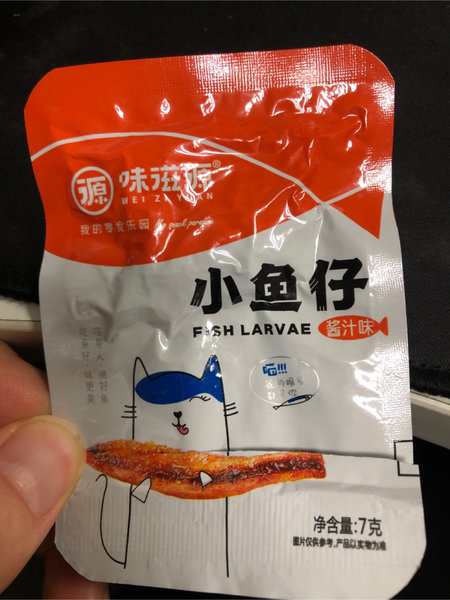 源 味滋源®
WEI ZI YUAN
我的零食乐园
小鱼仔
FISH LARVAE 酱汁味
嗨!!!
净含量:7克
图片仅供参考,产品以实物为准